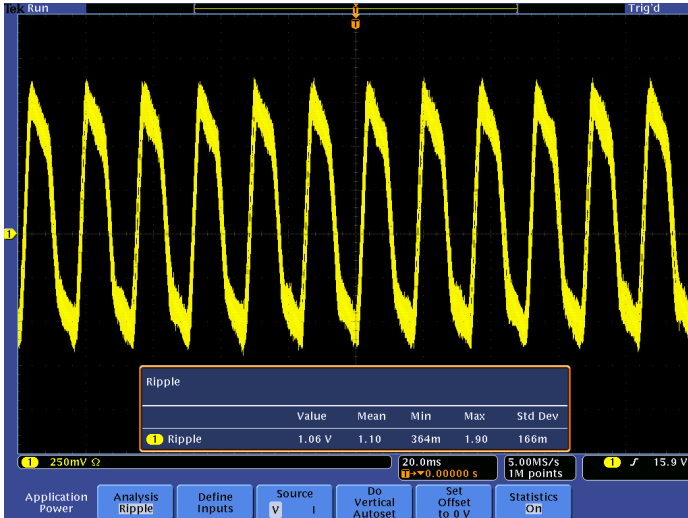 Tek Run Trig'd
T
1
Ripple
Value Mean Min Max Std Dev
1 Ripple 1.06 V 1.10 364m 1.90 166m
1 250mV Ω
20.0ms
T→▼0.00000 s
5.00MS/s
1M points
1 ƒ 15.9 V
Application
Power
Analysis
Ripple
Define
Inputs
Source
V I
Do
Vertical
Autoset
Set
Offset
to 0 V
Statistics
On